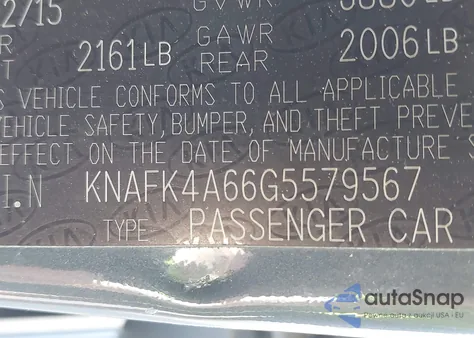 2/15
GAWR
2161LB GAWR REAR 2006LB
S VEHICLE CONFORMS TO ALL APPLICABLE
VEHICLE SAFETY, BUMPER, AND THEFT PREVE
EFFECT ON THE DATE OF MANUFACTURE S
I.N KNAFK4A66G5579567
TYPE: PASSENGER CAR
autoSnap